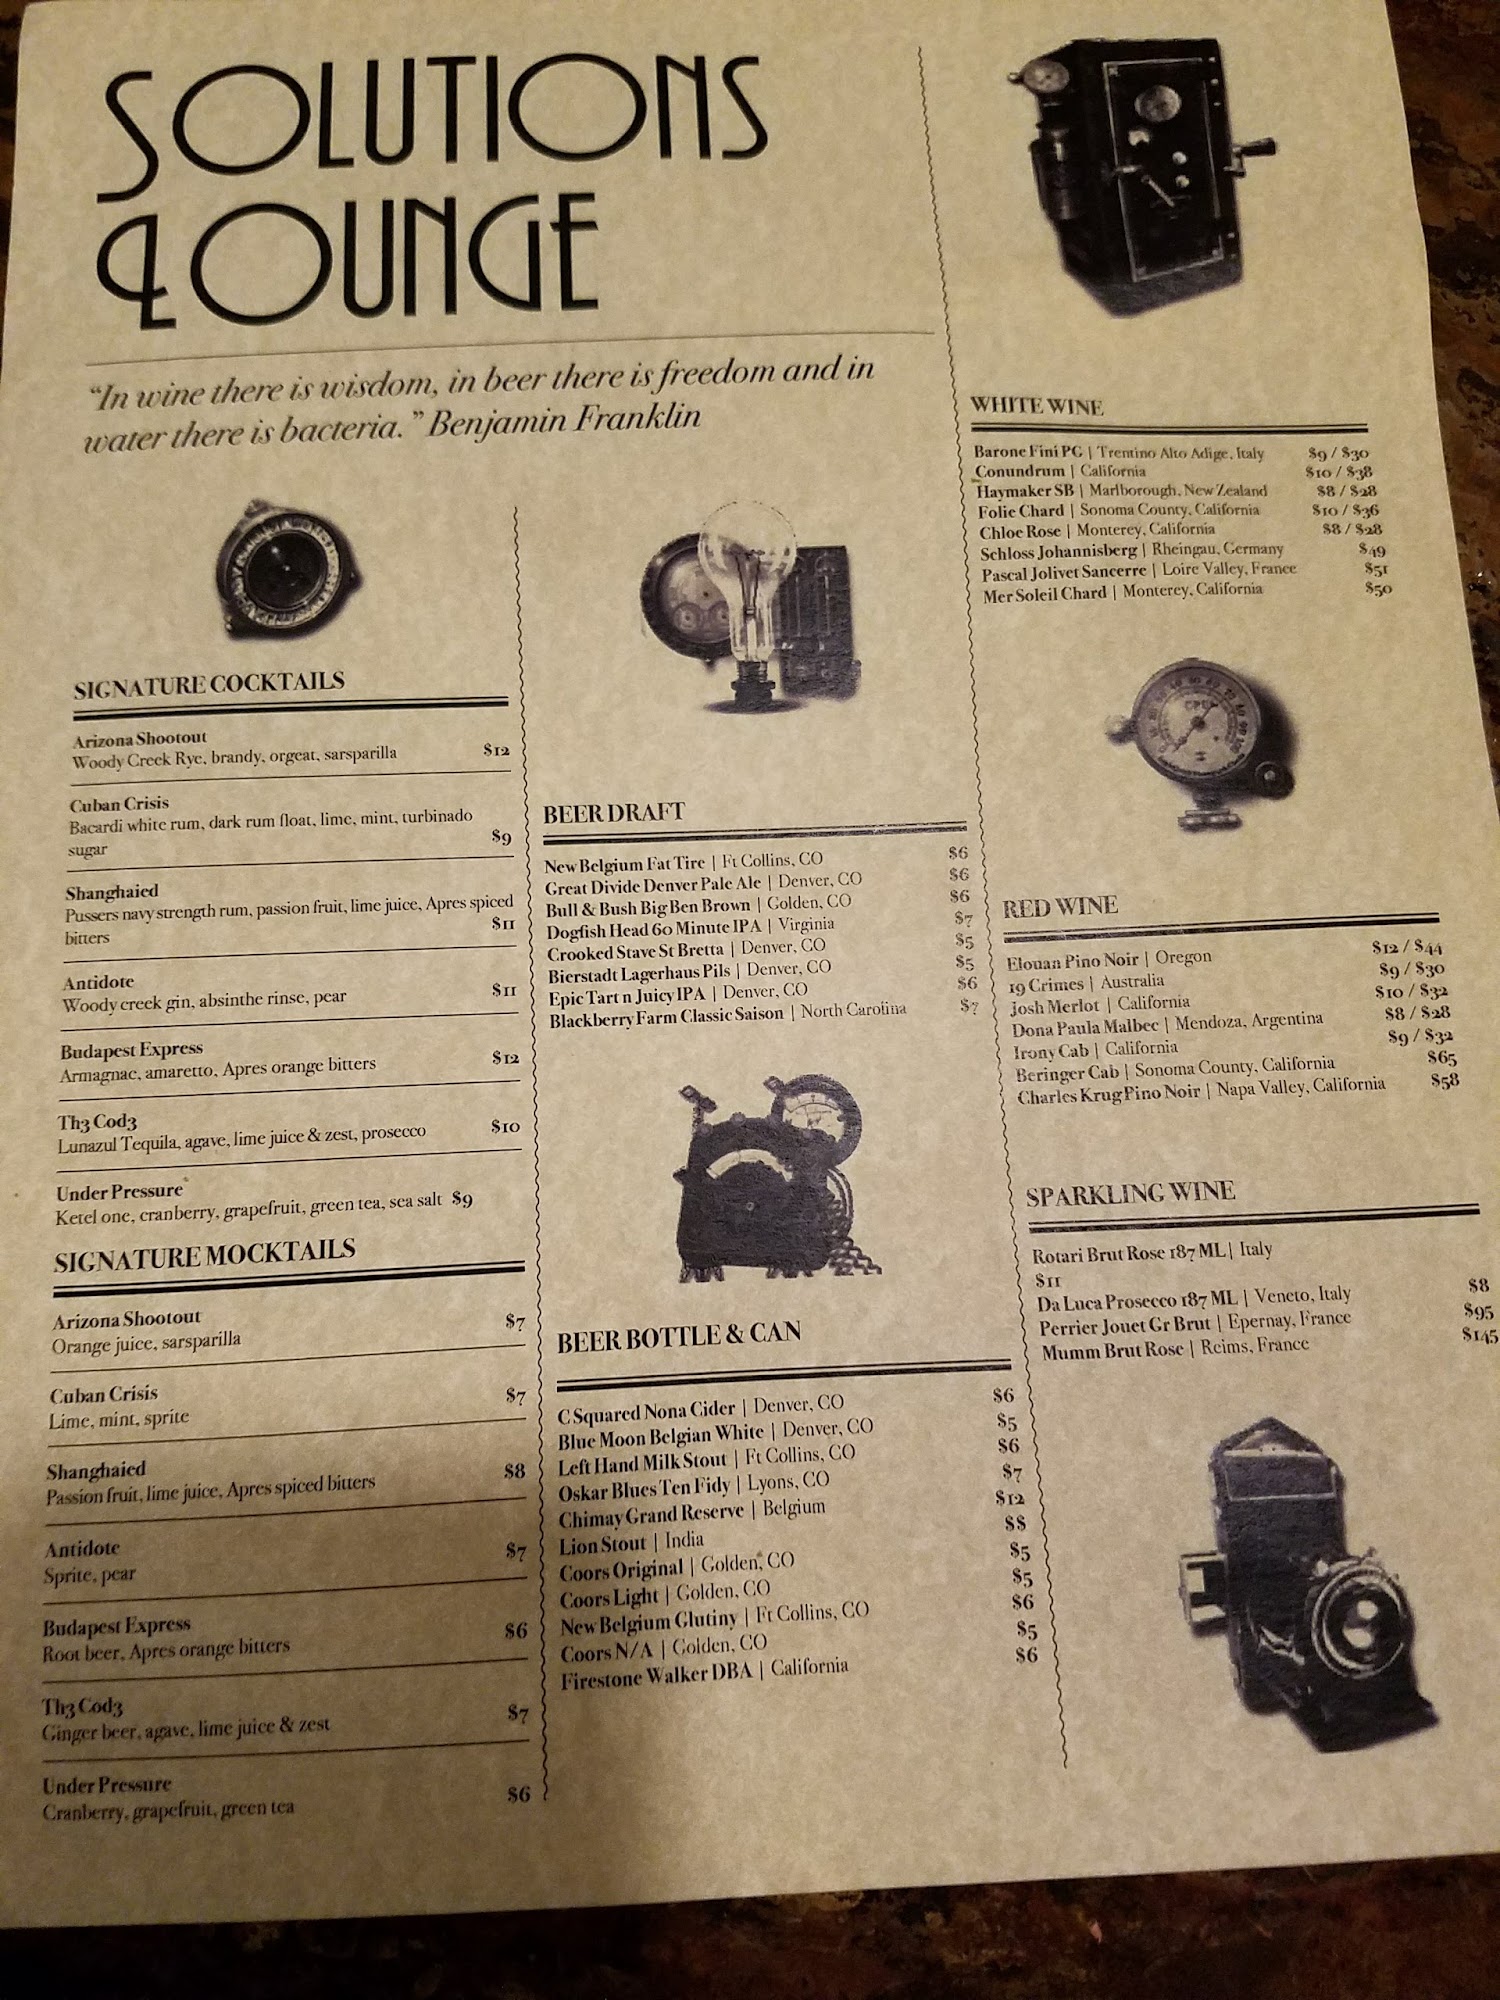 SOLUTIONS
LOUNGE
"In wine there is wisdom, in beer there is freedom and in
water there is bacteria." Benjamin Franklin
SIGNATURE COCKTAILS
Arizona Shootout
Woody Creek Rye, brandy, orgeat, sarsparilla $12
Cuban Crisis
Bacardi white rum, dark rum float, lime, mint, turbinado
sugar $9
Shanghaied
Pussers navy strength rum, passion fruit, lime juice, Apres spiced
bitters $11
Antidote
Woody creek gin, absinthe rinse, pear $11
Budapest Express
Armagnac, amaretto, Apres orange bitters $12
Th3 Cod3
Lunazul Tequila, agave, lime juice & zest, prosecco $10
Under Pressure
Ketel one, cranberry, grapefruit, green tea, sea salt $9
SIGNATURE MOCKTAILS
Arizona Shootout $7
Orange juice, sarsparilla
Cuban Crisis $7
Lime, mint, sprite
Shanghaied $8
Passion fruit, lime juice, Apres spiced bitters
Antidote $7
Sprite, pear
Budapest Express $6
Root beer, Apres orange bitters
Th3 Cod3 $7
Ginger beer, agave, lime juice & zest
Under Pressure $6
Cranberry, grapefruit, green tea
BEER DRAFT
New Belgium Fat Tire | Ft Collins, CO $6
Great Divide Denver Pale Ale | Denver, CO $6
Bull & Bush Big Ben Brown | Golden, CO $6
Dogfish Head 60 Minute IPA | Virginia $7
Crooked Stave St Bretta | Denver, CO $5
Bierstadt Lagerhaus Pils | Denver, CO $5
Epic Tart n Juicy IPA | Denver, CO $6
Blackberry Farm Classic Saison | North Carolina $7
BEER BOTTLE & CAN
C Squared Nona Cider | Denver, CO $6
Blue Moon Belgian White | Denver, CO $5
Left Hand Milk Stout | Ft Collins, CO $6
Oskar Blues Ten Fidy | Lyons, CO $7
Chimay Grand Reserve | Belgium $12
Lion Stout | India $$
Coors Original | Golden, CO $5
Coors Light | Golden, CO $5
New Belgium Glutiny | Ft Collins, CO $6
Coors N/A | Golden, CO $5
Firestone Walker DBA | California $6
WHITE WINE
Barone Fini PG | Trentino Alto Adige, Italy $9 / $30
Conundrum | California $10 / $38
Haymaker SB | Marlborough, New Zealand $8 / $28
Folie Chard | Sonoma County, California $10 / $36
Chloe Rose | Monterey, California $8 / $28
Schloss Johannisberg | Rheingau, Germany $49
Pascal Jolivet Sancerre | Loire Valley, France $51
Mer Soleil Chard | Monterey, California $50
RED WINE
Elouan Pino Noir | Oregon $12 / $44
19 Crimes | Australia $9 / $30
Josh Merlot | California $10 / $32
Dona Paula Malbec | Mendoza, Argentina $8 / $28
Irony Cab | California $9 / $32
Beringer Cab | Sonoma County, California $65
Charles Krug Pino Noir | Napa Valley, California $58
SPARKLING WINE
Rotari Brut Rose 187 ML | Italy
$11
Da Luca Prosecco 187 ML | Veneto, Italy $8
Perrier Jouet Gr Brut | Epernay, France $95
Mumm Brut Rose | Reims, France $145